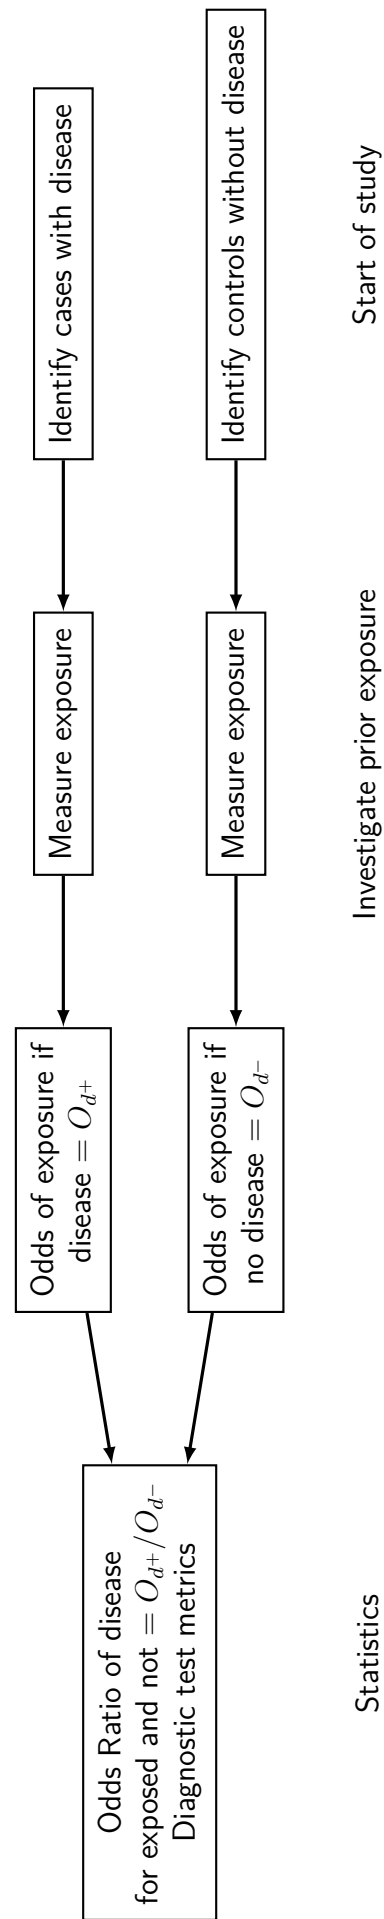 Odds Ratio of disease
for exposed and not = O_{d^+}/O_{d^-}
Diagnostic test metrics
Odds of exposure if
disease = O_{d^+}
Odds of exposure if
no disease = O_{d^-}
Measure exposure
Measure exposure
Identify cases with disease
Identify controls without disease
Statistics
Investigate prior exposure
Start of study